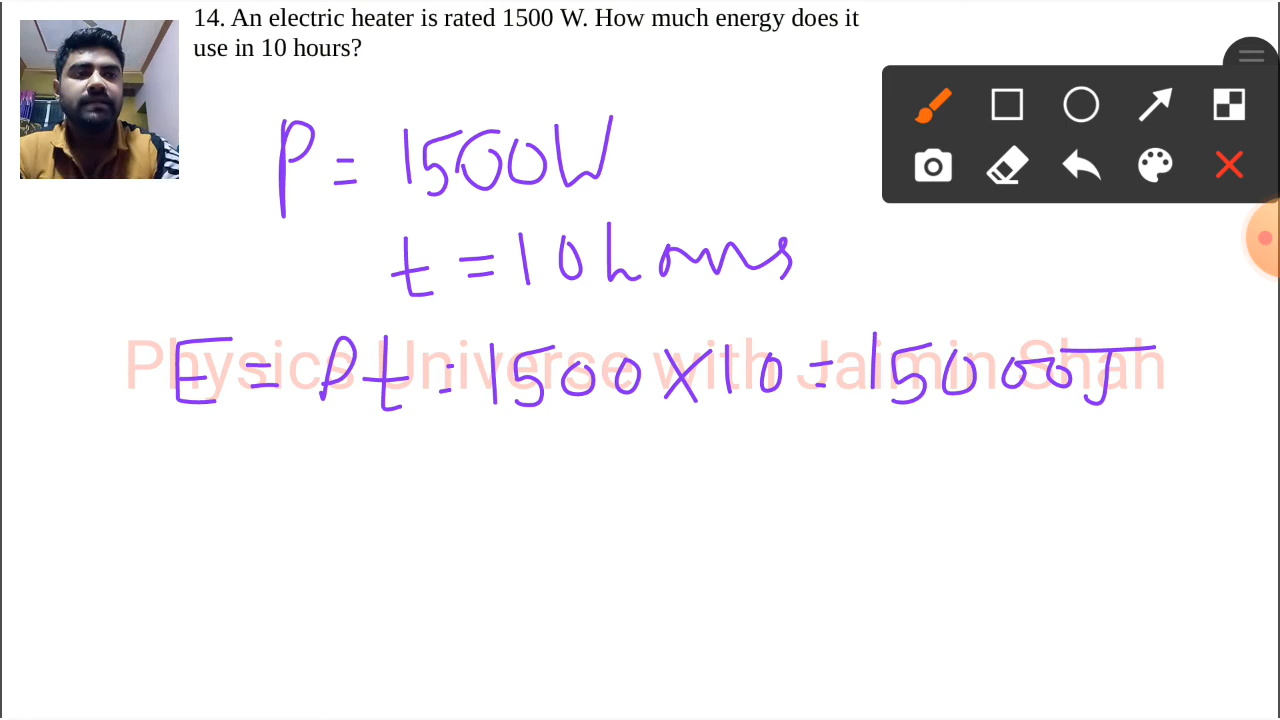 14. An electric heater is rated 1500 W. How much energy does it
use in 10 hours?
P = 1500W
t = 10 hours
Physics Universe with Jaimin Shah
E = Pt = 1500 X 10 = 15000J